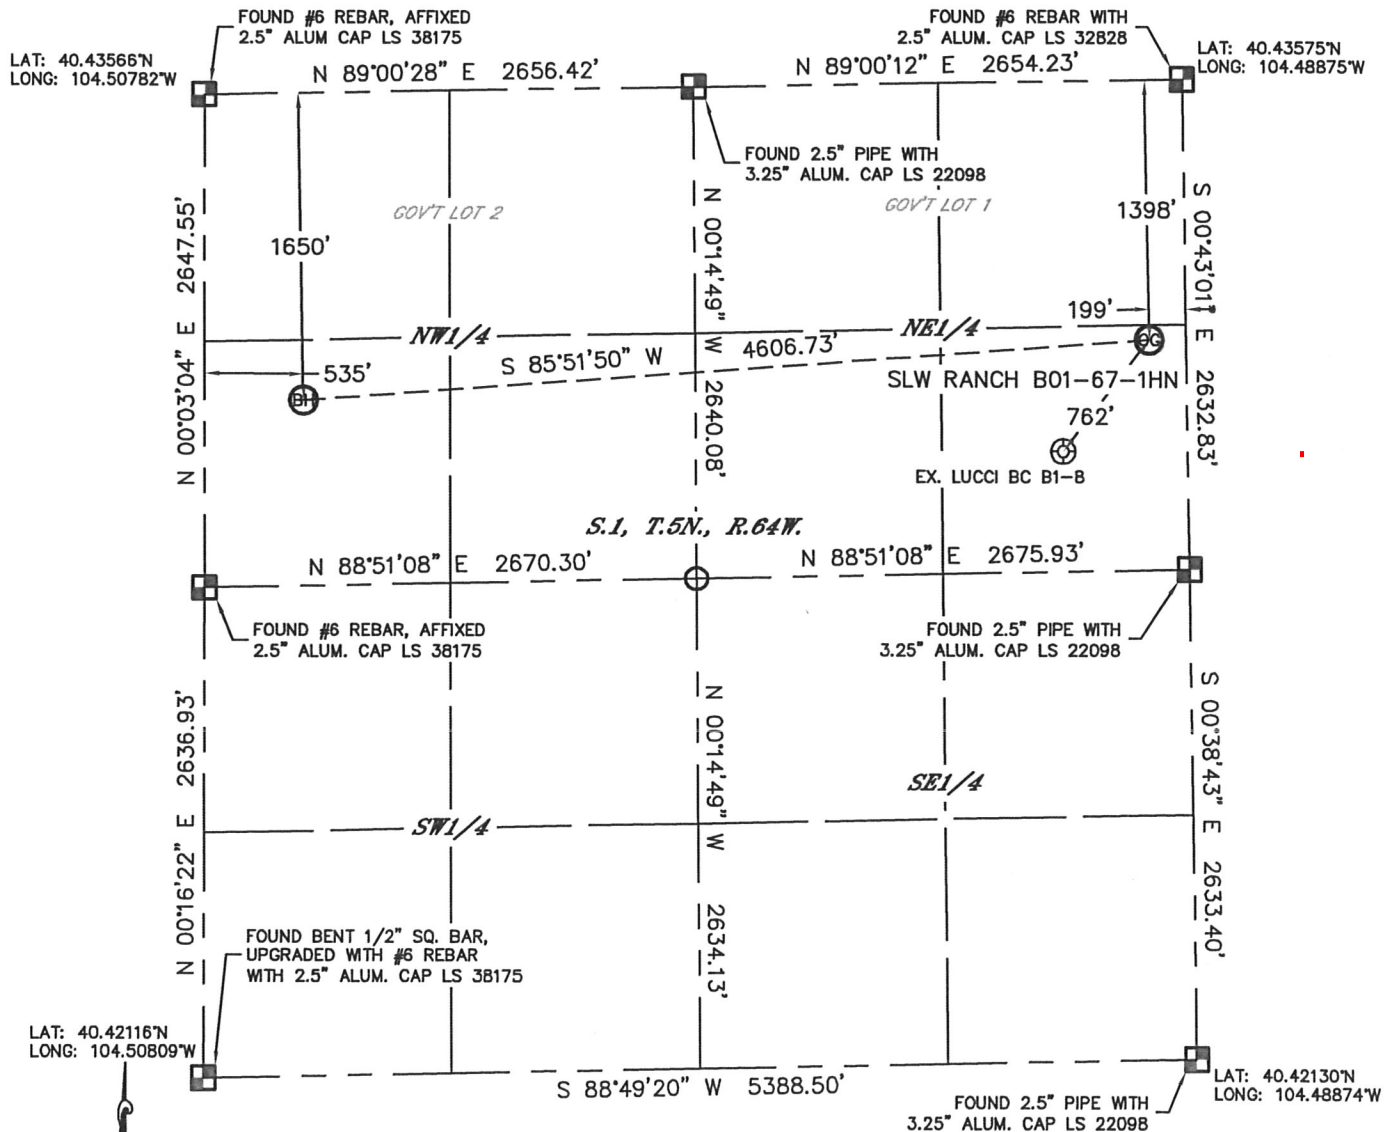 FOUND #6 REBAR, AFFIXED
2.5" ALUM CAP LS 38175
FOUND #6 REBAR WITH
2.5" ALUM. CAP LS 32828
LAT: 40.43566°N
LONG: 104.50782°W
LAT: 40.43575°N
LONG: 104.48875°W
N 89°00'28" E 2656.42'
N 89°00'12" E 2654.23'
FOUND 2.5" PIPE WITH
3.25" ALUM. CAP LS 22098
GOV'T LOT 2
GOV'T LOT 1
1650'
1398'
N 00°03'04" E 2647.55'
N 00°14'49" W 2640.08'
S 00°43'01" E 2632.83'
199'
NW1/4
NE1/4
S 85°51'50" W 4606.73'
535'
B1
OG
SLW RANCH B01-67-1HN
762'
EX. LUCCI BC B1-8
S.1, T.5N., R.64W.
N 88°51'08" E 2670.30'
N 88°51'08" E 2675.93'
FOUND #6 REBAR, AFFIXED
2.5" ALUM. CAP LS 38175
FOUND 2.5" PIPE WITH
3.25" ALUM. CAP LS 22098
N 00°16'22" E 2636.93'
N 00°14'49" W 2634.13'
S 00°38'43" E 2633.40'
SE1/4
SW1/4
FOUND BENT 1/2" SQ. BAR,
UPGRADED WITH #6 REBAR
WITH 2.5" ALUM. CAP LS 38175
LAT: 40.42116°N
LONG: 104.50809°W
S 88°49'20" W 5388.50'
LAT: 40.42130°N
LONG: 104.48874°W
FOUND 2.5" PIPE WITH
3.25" ALUM. CAP LS 22098